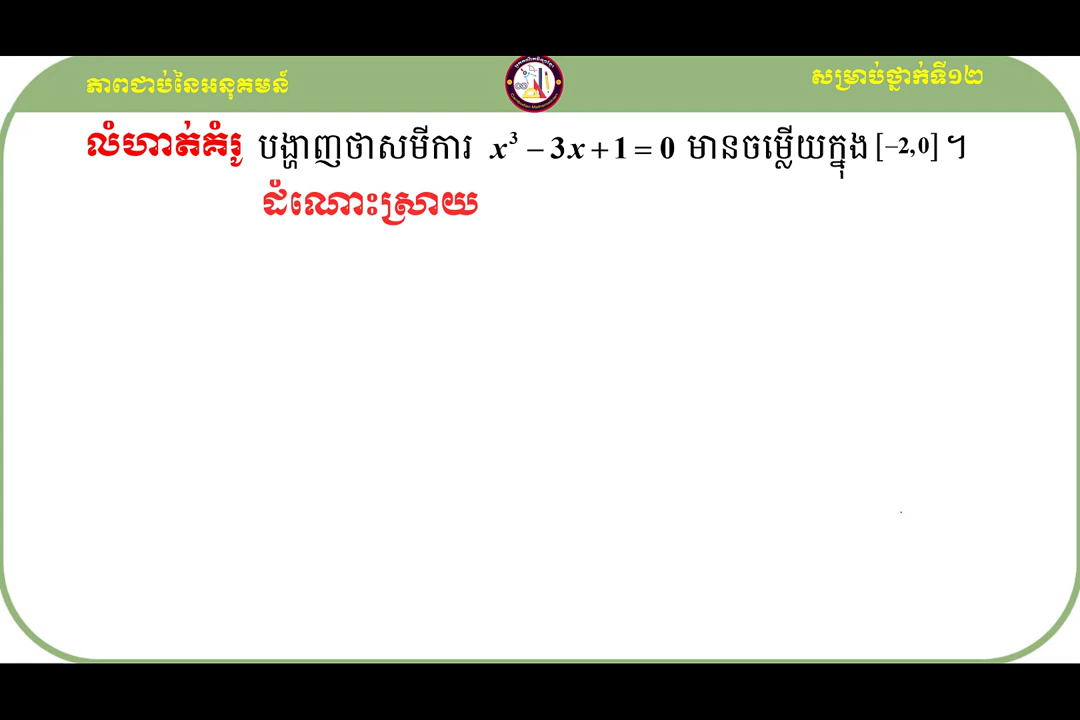 ភាពជាប់នៃអនុគមន៍
សម្រាប់ថ្នាក់ទី១២
លំហាត់គំរូ បង្ហាញថាសមីការ x³ − 3x + 1 = 0 មានចម្លើយក្នុង [−2,0] ។
ដំណោះស្រាយ